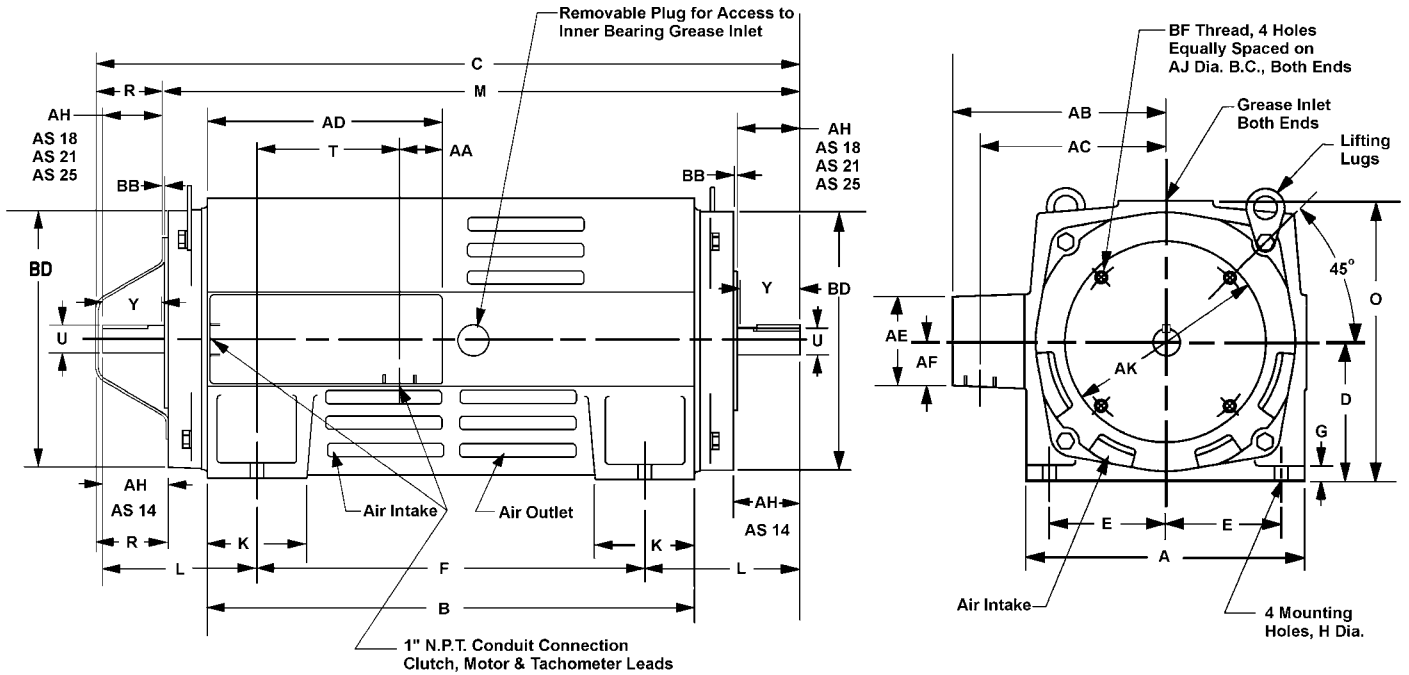 Removable Plug for Access to
Inner Bearing Grease Inlet
C
R
M
AH
AS 18
AS 21
AS 25
AD
T
AA
BB
BB
AH
AS 18
AS 21
AS 25
BD
Y
U
Y
BD
U
AH
AS 14
R
K
Air Intake
Air Outlet
K
AH
AS 14
L
F
L
B
1" N.P.T. Conduit Connection
Clutch, Motor & Tachometer Leads
BF Thread, 4 Holes
Equally Spaced on
AJ Dia. B.C., Both Ends
AB
AC
Grease Inlet
Both Ends
Lifting
Lugs
45°
O
AE
AF
AK
D
G
E
E
A
Air Intake
4 Mounting
Holes, H Dia.